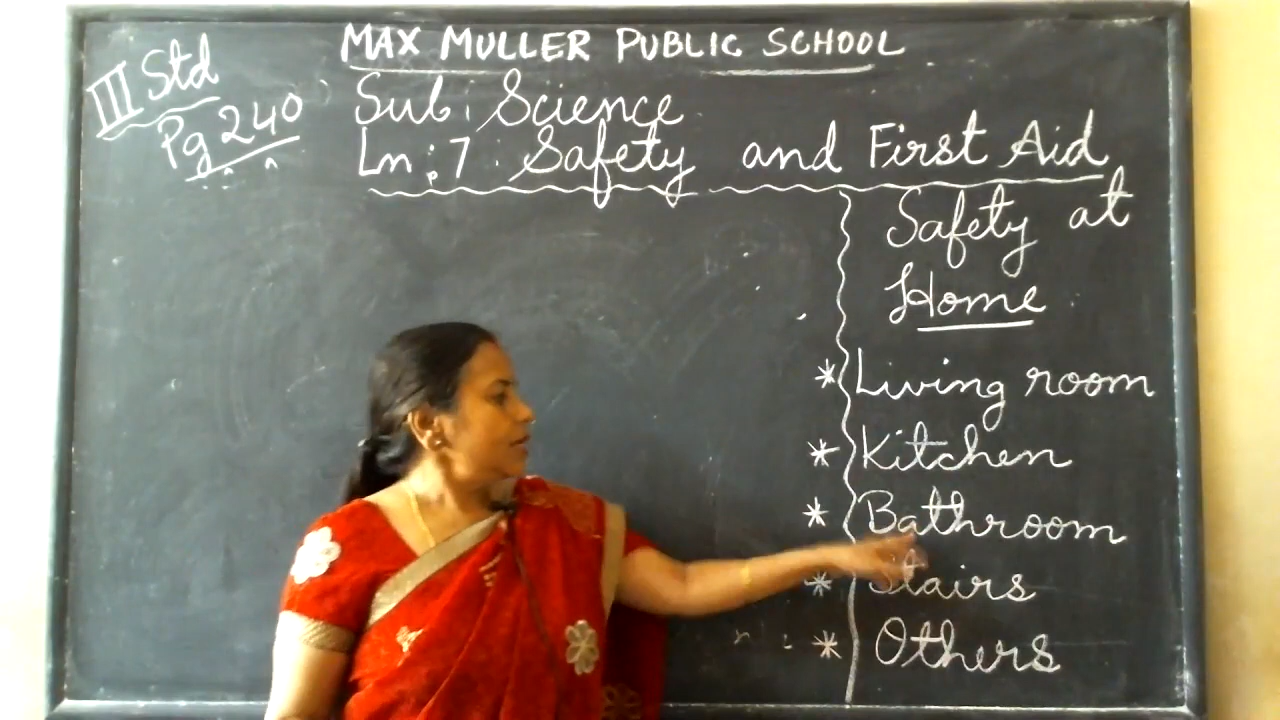 MAX MULLER PUBLIC SCHOOL
III Std
Pg 240
Sub: Science
Ln: 7: Safety and First Aid
Safety at
Home
* Living room
* Kitchen
* Bathroom
* Stairs
* Others